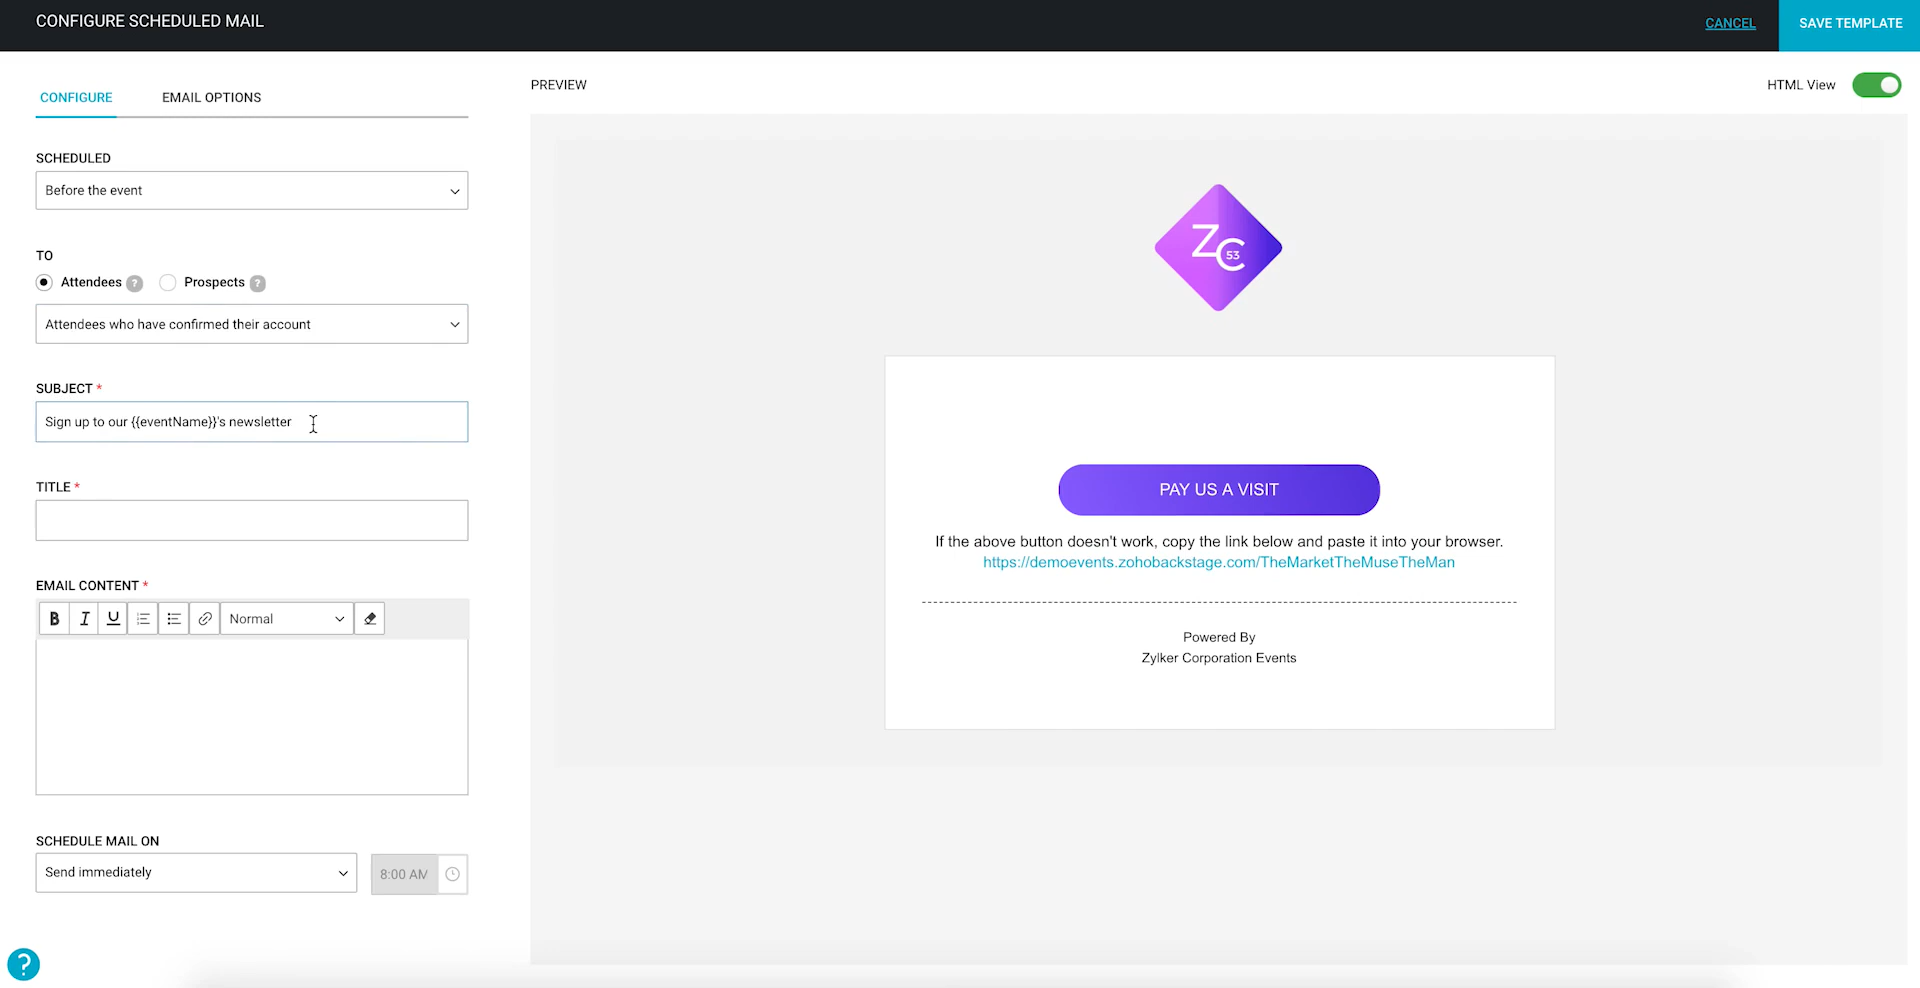 CONFIGURE SCHEDULED MAIL
CANCEL
SAVE TEMPLATE
CONFIGURE
EMAIL OPTIONS
PREVIEW
HTML View
SCHEDULED
Before the event
TO
Attendees ?
Prospects ?
Attendees who have confirmed their account
SUBJECT *
Sign up to our {{eventName}}'s newsletter
TITLE *
EMAIL CONTENT *
B I U
Normal
SCHEDULE MAIL ON
Send immediately
8:00 AM
?
ZC
53
PAY US A VISIT
If the above button doesn't work, copy the link below and paste it into your browser.
https://demoevents.zohobackstage.com/TheMarketTheMuseTheMan
Powered By
Zylker Corporation Events